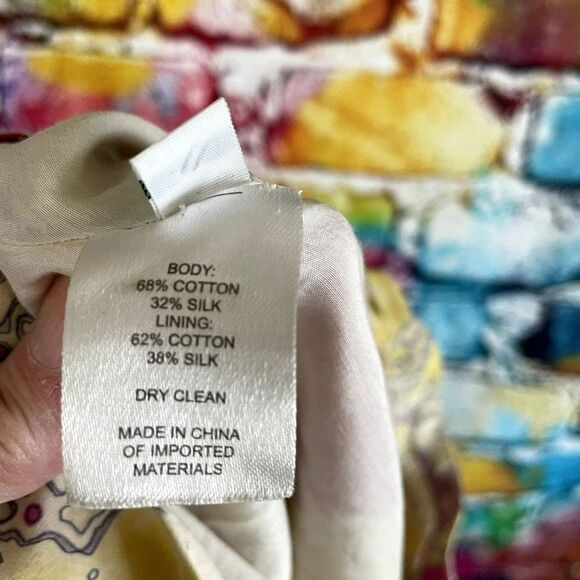 BODY:
68% COTTON
32% SILK
LINING:
62% COTTON
38% SILK
DRY CLEAN
MADE IN CHINA
OF IMPORTED
MATERIALS